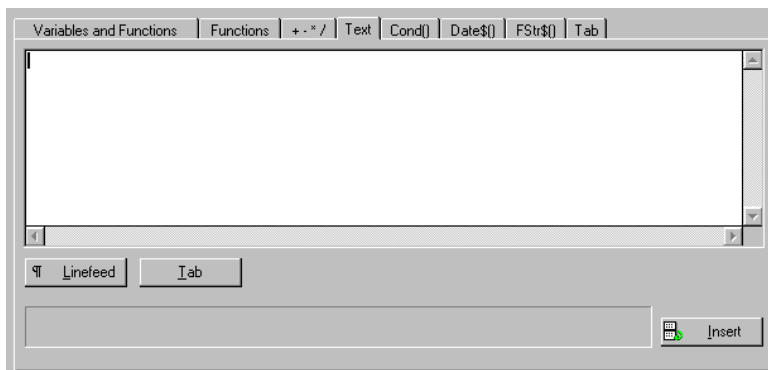 Variables and Functions Functions + - * / Text Cond() Date$() FStr$() Tab
¶ Linefeed Tab
Insert